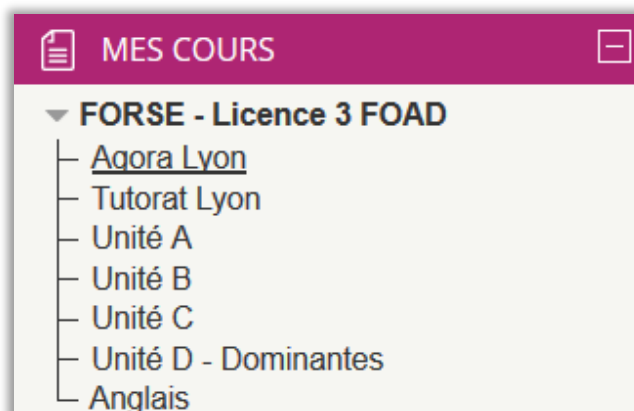 MES COURS
FORSE - Licence 3 FOAD
Agora Lyon
Tutorat Lyon
Unité A
Unité B
Unité C
Unité D - Dominantes
Anglais